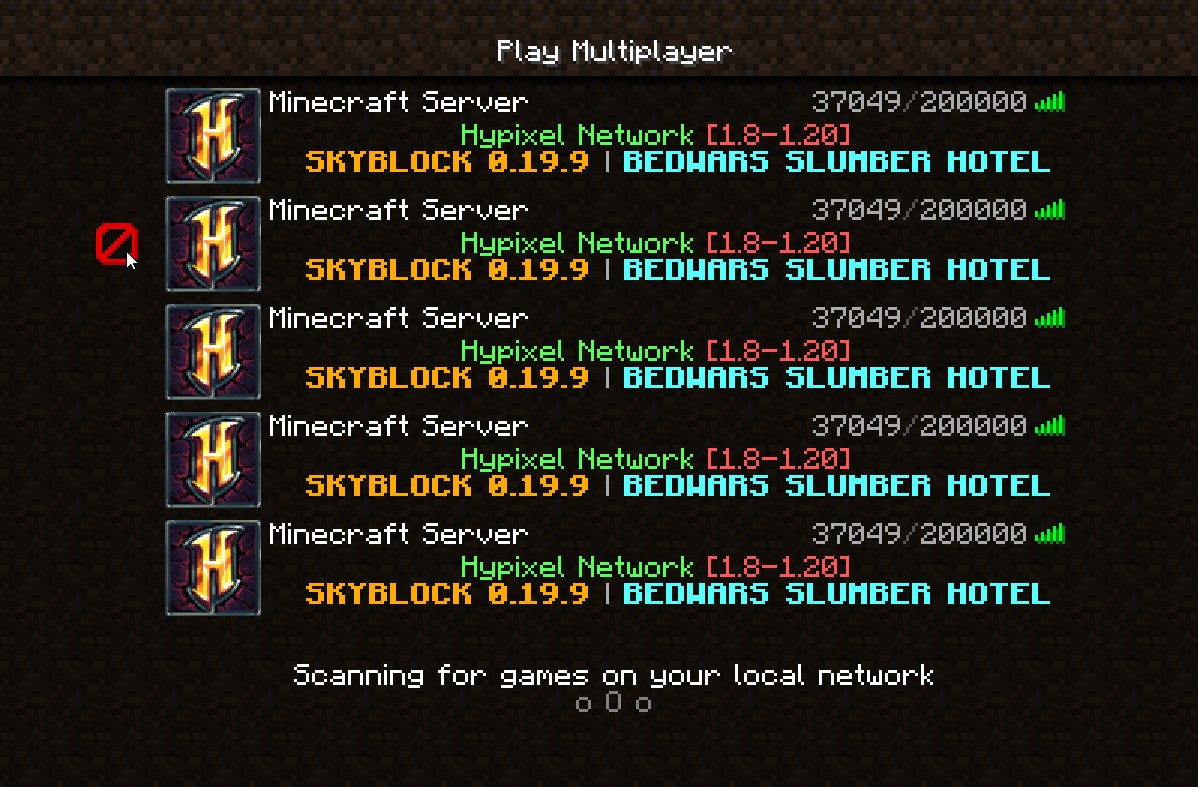 Play Multiplayer
Minecraft Server 37049/200000
Hypixel Network [1.8-1.20]
SKYBLOCK 0.19.9 | BEDWARS SLUMBER HOTEL
Minecraft Server 37049/200000
Hypixel Network [1.8-1.20]
SKYBLOCK 0.19.9 | BEDWARS SLUMBER HOTEL
Minecraft Server 37049/200000
Hypixel Network [1.8-1.20]
SKYBLOCK 0.19.9 | BEDWARS SLUMBER HOTEL
Minecraft Server 37049/200000
Hypixel Network [1.8-1.20]
SKYBLOCK 0.19.9 | BEDWARS SLUMBER HOTEL
Minecraft Server 37049/200000
Hypixel Network [1.8-1.20]
SKYBLOCK 0.19.9 | BEDWARS SLUMBER HOTEL
Scanning for games on your local network
o O o